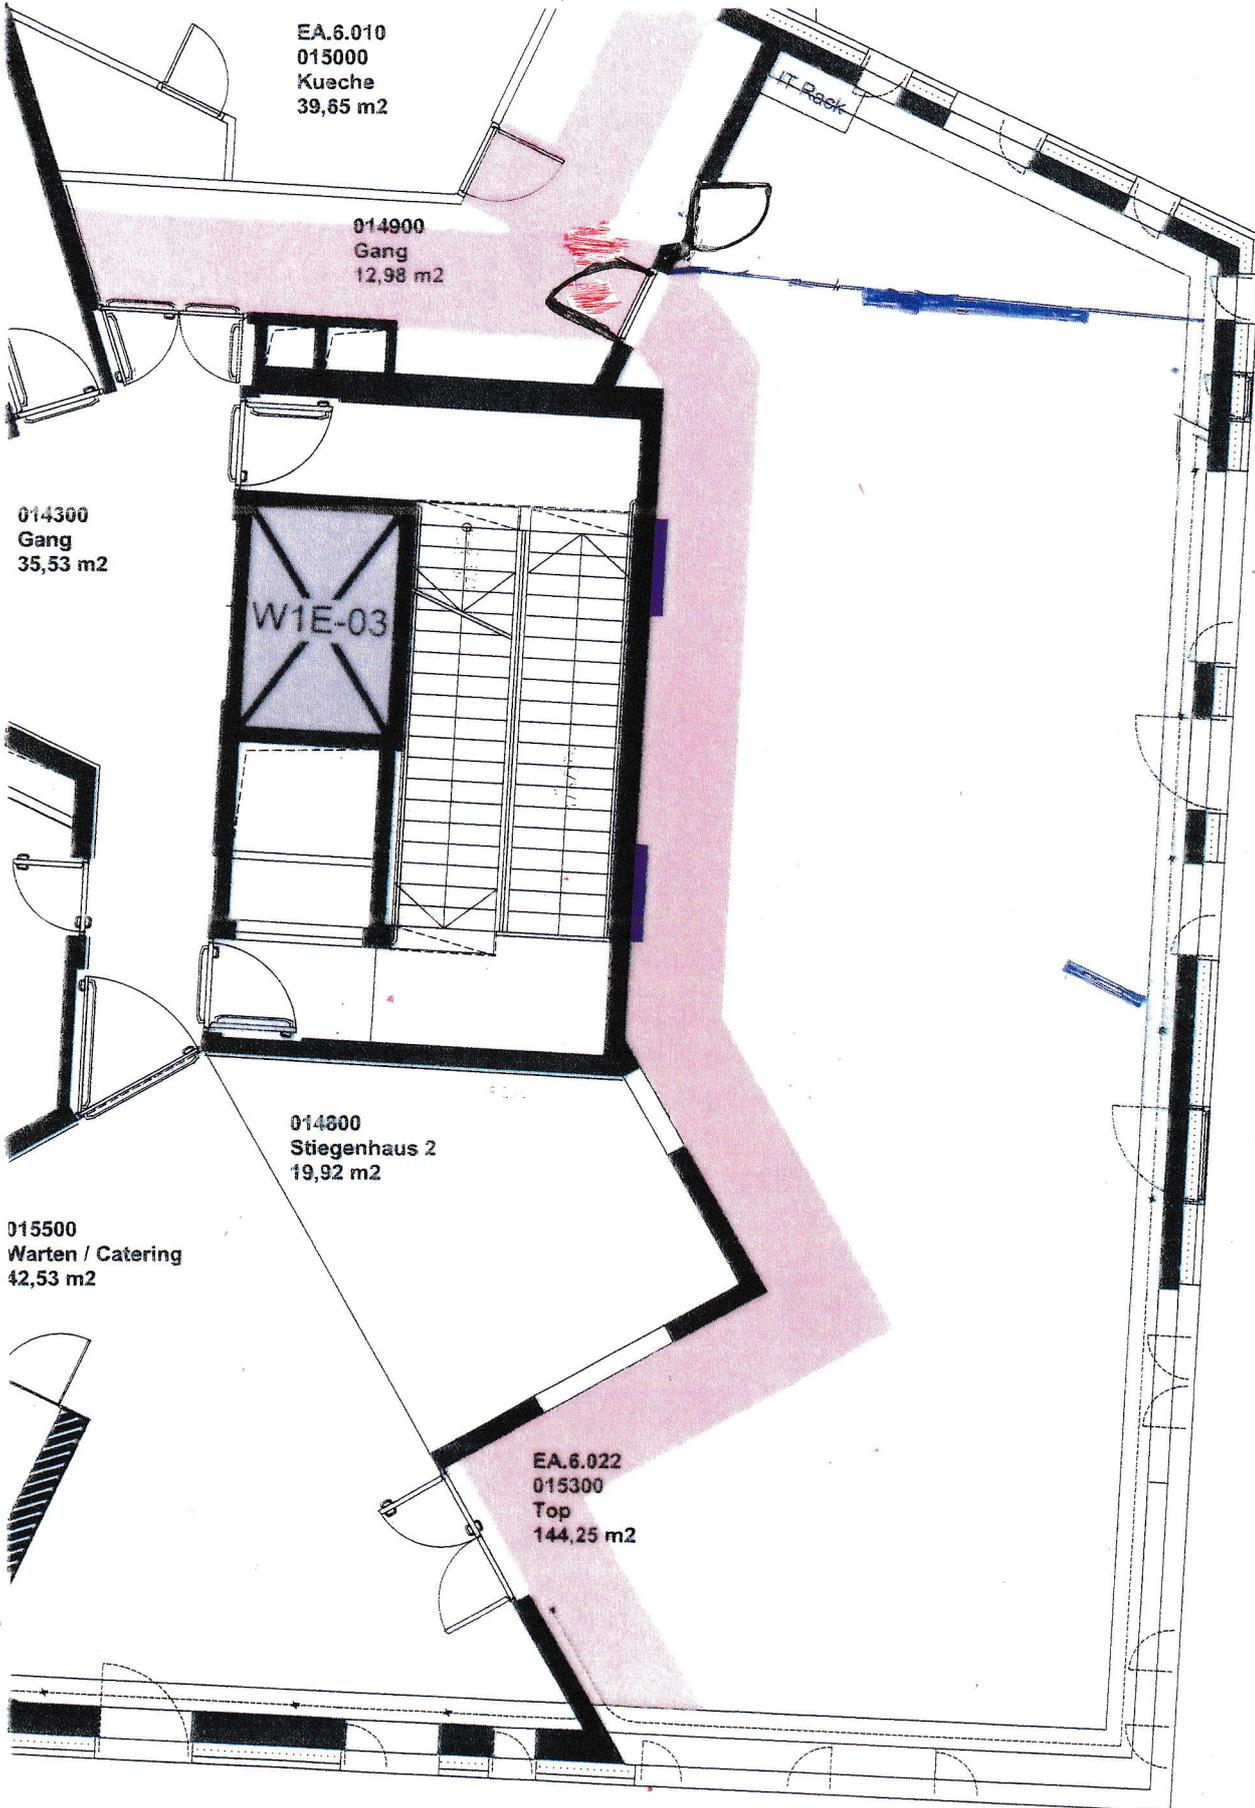 EA.6.010
015000
Kueche
39,65 m2
IT Rack
014900
Gang
12,98 m2
014300
Gang
35,53 m2
W1E-03
014800
Stiegenhaus 2
19,92 m2
015500
Warten / Catering
42,53 m2
EA.6.022
015300
Top
144,25 m2